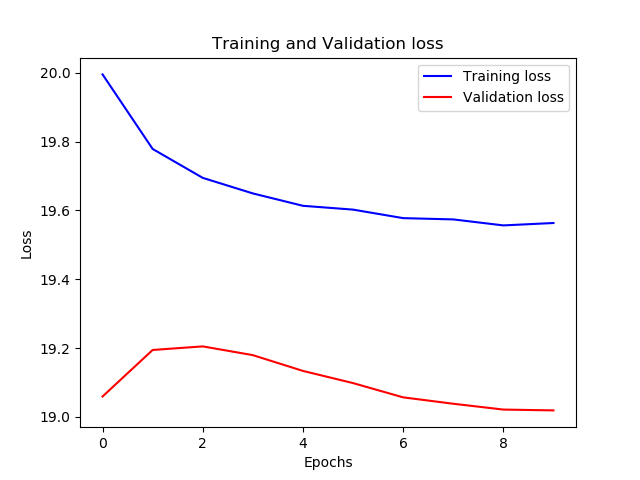 Training and Validation loss
Training loss
Validation loss
20.0
19.8
19.6
19.4
19.2
19.0
Loss
0 2 4 6 8
Epochs